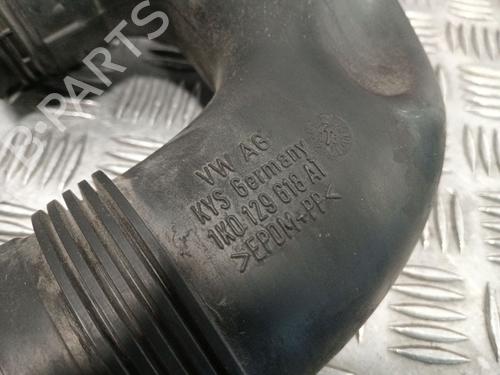 B-PARTS
VW AG
KYS Germany
1K0 129 618 AT
>EPDM+PP<